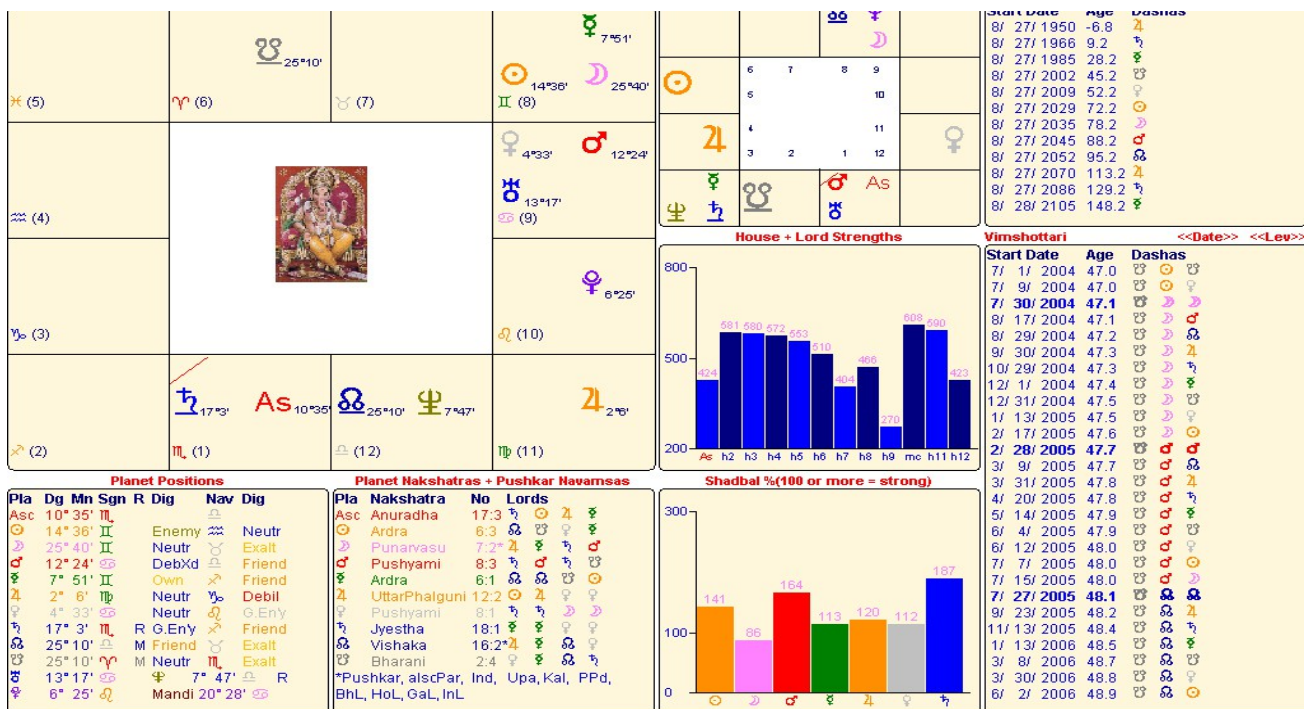 ☿ 7°51'
☋ 25°10'
☉ 14°36' ☽ 25°40'
♓ (5)
♈ (6)
♉ (7)
♊ (8)
♀ 4°33' ♂ 12°24'
♅ 13°17'
♒ (4)
♋ (9)
♇ 6°25'
♑ (3)
♌ (10)
♄ 17°3' As 10°35'
☊ 25°10' ♆ 7°47'
♃ 2°6'
♐ (2)
♏ (1)
♎ (12)
♍ (11)
☊ ♀
☽
☉
6 7 8 9
5 10
♃
4 11
♀
3 2 1 12
☿ ☋ ♂ As
♆ ♄ ♅
Start Date Age Dashas
8/ 27/ 1950 -6.8 ♃
8/ 27/ 1966 9.2 ♄
8/ 27/ 1985 28.2 ☿
8/ 27/ 2002 45.2 ☋
8/ 27/ 2009 52.2 ♀
8/ 27/ 2029 72.2 ☉
8/ 27/ 2035 78.2 ☽
8/ 27/ 2045 88.2 ♂
8/ 27/ 2052 95.2 ☊
8/ 27/ 2070 113.2 ♃
8/ 27/ 2086 129.2 ♄
8/ 28/ 2105 148.2 ☿
House + Lord Strengths
800
500
200
424 581 580 572 553 510 404 466 270 608 590 423
As h2 h3 h4 h5 h6 h7 h8 h9 mc h11 h12
Vimshottari <<Date>> <<Lev>>
Start Date Age Dashas
7/ 1/ 2004 47.0 ☋ ☉ ☋
7/ 9/ 2004 47.0 ☋ ☉ ♀
7/ 30/ 2004 47.1 ☋ ☽ ☽
8/ 17/ 2004 47.1 ☋ ☽ ♂
8/ 29/ 2004 47.2 ☋ ☽ ☊
9/ 30/ 2004 47.3 ☋ ☽ ♃
10/ 29/ 2004 47.3 ☋ ☽ ♄
12/ 1/ 2004 47.4 ☋ ☽ ☿
12/ 31/ 2004 47.5 ☋ ☽ ☋
1/ 13/ 2005 47.5 ☋ ☽ ♀
2/ 17/ 2005 47.6 ☋ ☽ ☉
2/ 28/ 2005 47.7 ☋ ♂ ♂
3/ 9/ 2005 47.7 ☋ ♂ ☊
3/ 31/ 2005 47.8 ☋ ♂ ♃
4/ 20/ 2005 47.8 ☋ ♂ ♄
5/ 14/ 2005 47.9 ☋ ♂ ☿
6/ 4/ 2005 47.9 ☋ ♂ ☋
6/ 12/ 2005 48.0 ☋ ♂ ♀
7/ 7/ 2005 48.0 ☋ ♂ ☉
7/ 15/ 2005 48.0 ☋ ♂ ☽
7/ 27/ 2005 48.1 ☋ ☊ ☊
9/ 23/ 2005 48.2 ☋ ☊ ♃
11/ 13/ 2005 48.4 ☋ ☊ ♄
1/ 13/ 2006 48.5 ☋ ☊ ☿
3/ 8/ 2006 48.7 ☋ ☊ ☋
3/ 30/ 2006 48.8 ☋ ☊ ♀
6/ 2/ 2006 48.9 ☋ ☊ ☉
Planet Positions
Pla Dg Mn Sgn R Dig Nav Dig
Asc 10° 35' ♏ ♎
☉ 14° 36' ♊ Enemy ♒ Neutr
☽ 25° 40' ♊ Neutr ♉ Exalt
♂ 12° 24' ♋ DebXd ♎ Friend
☿ 7° 51' ♊ Own ♐ Friend
♃ 2° 6' ♍ Neutr ♑ Debil
♀ 4° 33' ♋ Neutr ♌ G.En'y
♄ 17° 3' ♏ R G.En'y ♐ Friend
☊ 25° 10' ♎ M Friend ♉ Exalt
☋ 25° 10' ♈ M Neutr ♏ Exalt
♅ 13° 17' ♋ ♆ 7° 47' ♎ R
♇ 6° 25' ♌ Mandi 20° 28' ♋
Planet Nakshatras + Pushkar Navamsas
Pla Nakshatra No Lords
Asc Anuradha 17:3 ♄ ☉ ♃ ☿
☉ Ardra 6:3 ☊ ☋ ♀ ☿
☽ Punarvasu 7:2* ♃ ☿ ♄ ♂
♂ Pushyami 8:3 ♄ ♂ ♄ ☋
☿ Ardra 6:1 ☊ ☊ ☋ ☉
♃ UttarPhalguni 12:2 ☉ ♃ ♀ ♀
♀ Pushyami 8:1 ♄ ♄ ☽ ☽
♄ Jyestha 18:1 ☿ ☿ ♀ ♀
☊ Vishaka 16:2* ♃ ☿ ☊ ♀
☋ Bharani 2:4 ♀ ☿ ☊ ♄
*Pushkar, alscPar, Ind, Upa, Kal, PPd,
BhL, HoL, GaL, InL
Shadbal %(100 or more = strong)
300
100
0
141 86 164 113 120 112 187
☉ ☽ ♂ ☿ ♃ ♀ ♄